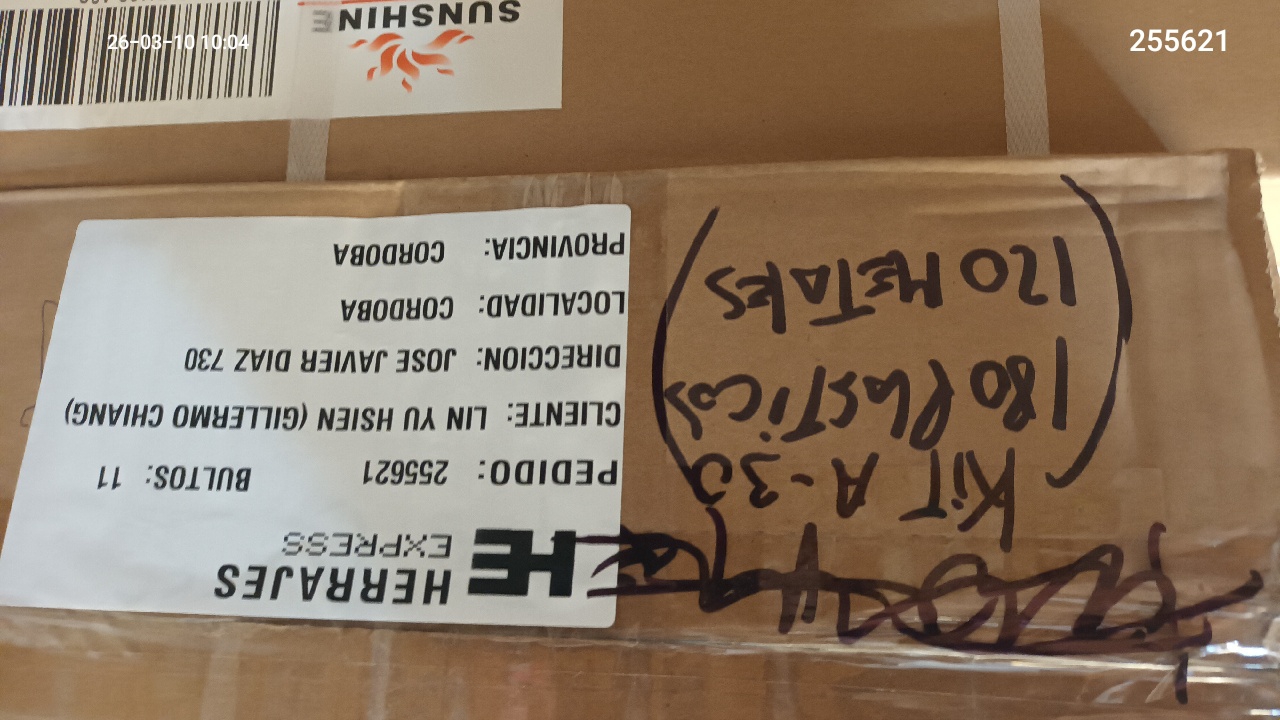 26-03-10 10:04
255621
SUNSHINE
HERRAJES
EXPRESS
HE
PEDIDO: 255621 BULTOS: 11
CLIENTE: LIN YU HSIEN (GILLERMO CHIANG)
DIRECCION: JOSE JAVIER DIAZ 730
LOCALIDAD: CORDOBA
PROVINCIA: CORDOBA
KiT A-30
180 PLASTiCOS
120 METALES